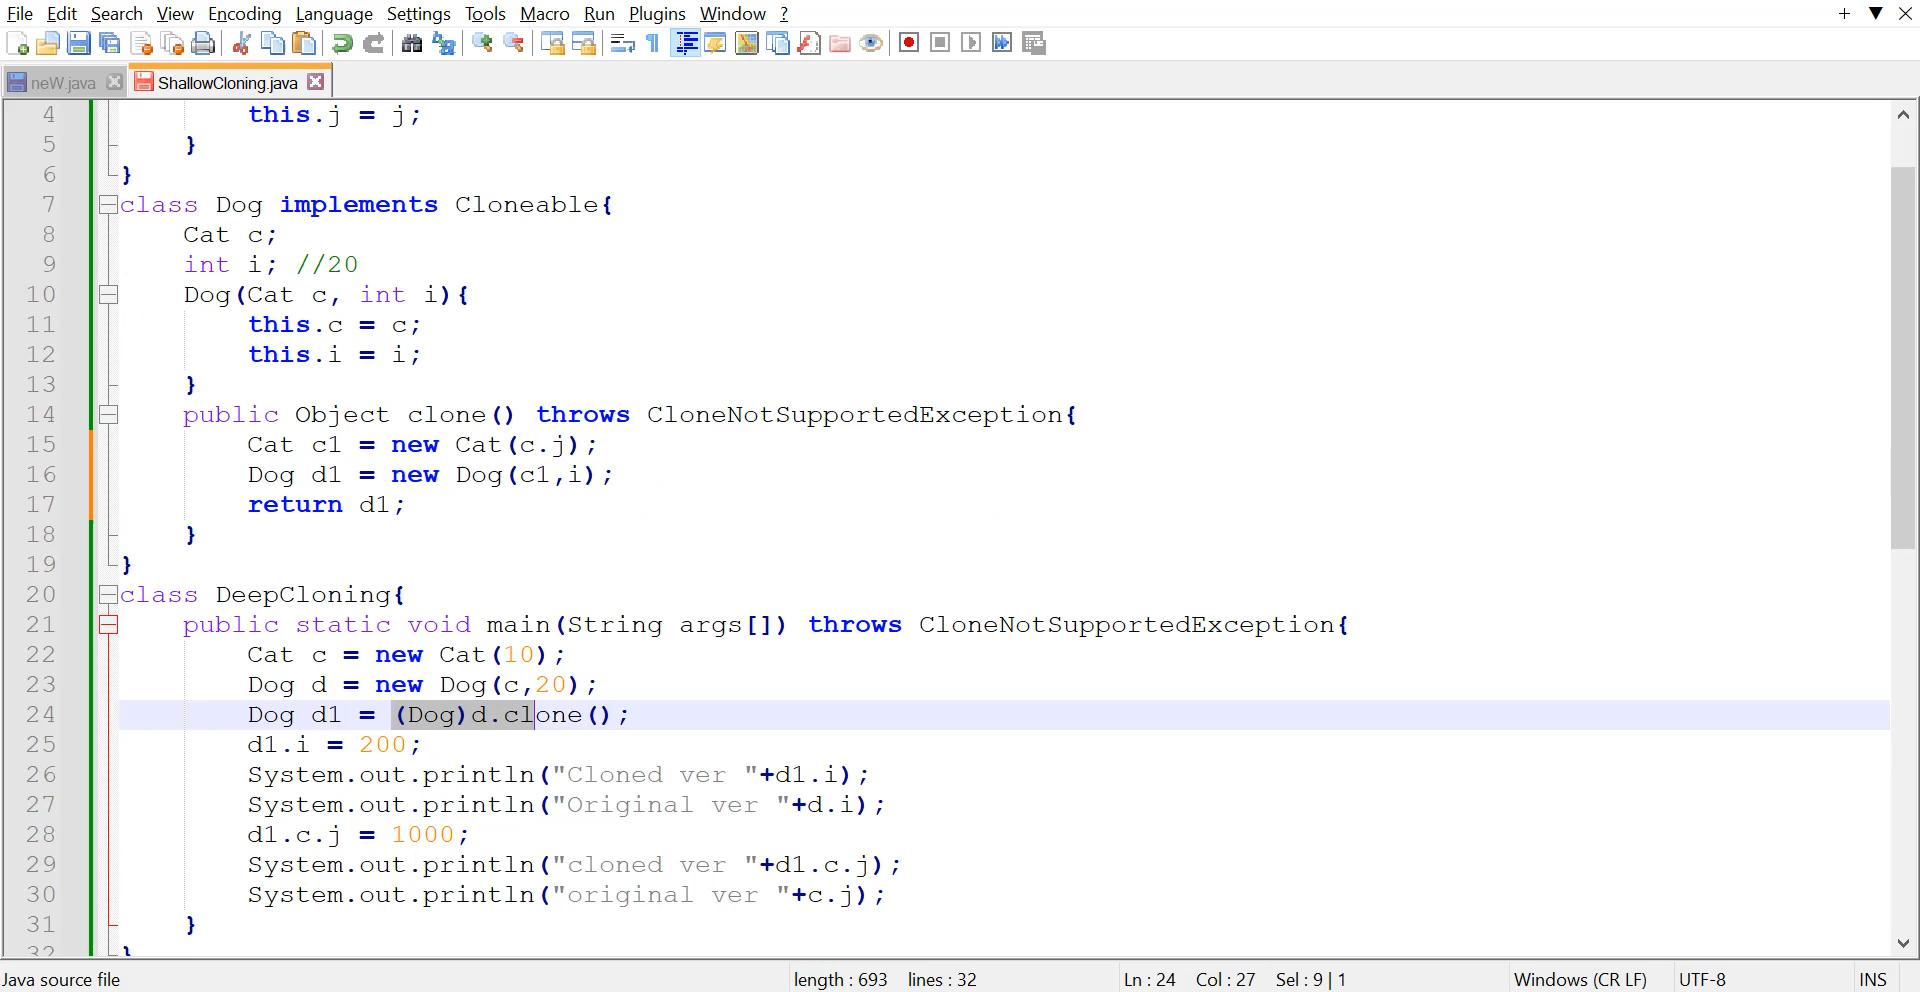 File Edit Search View Encoding Language Settings Tools Macro Run Plugins Window ?
neW.java ShallowCloning.java
4 this.j = j;
5 }
6 }
7 class Dog implements Cloneable{
8 Cat c;
9 int i; //20
10 Dog(Cat c, int i){
11 this.c = c;
12 this.i = i;
13 }
14 public Object clone() throws CloneNotSupportedException{
15 Cat c1 = new Cat(c.j);
16 Dog d1 = new Dog(c1,i);
17 return d1;
18 }
19 }
20 class DeepCloning{
21 public static void main(String args[]) throws CloneNotSupportedException{
22 Cat c = new Cat(10);
23 Dog d = new Dog(c,20);
24 Dog d1 = (Dog)d.clone();
25 d1.i = 200;
26 System.out.println("Cloned ver "+d1.i);
27 System.out.println("Original ver "+d.i);
28 d1.c.j = 1000;
29 System.out.println("cloned ver "+d1.c.j);
30 System.out.println("original ver "+c.j);
31 }
32 }
Java source file length : 693 lines : 32 Ln : 24 Col : 27 Sel : 9 | 1 Windows (CR LF) UTF-8 INS